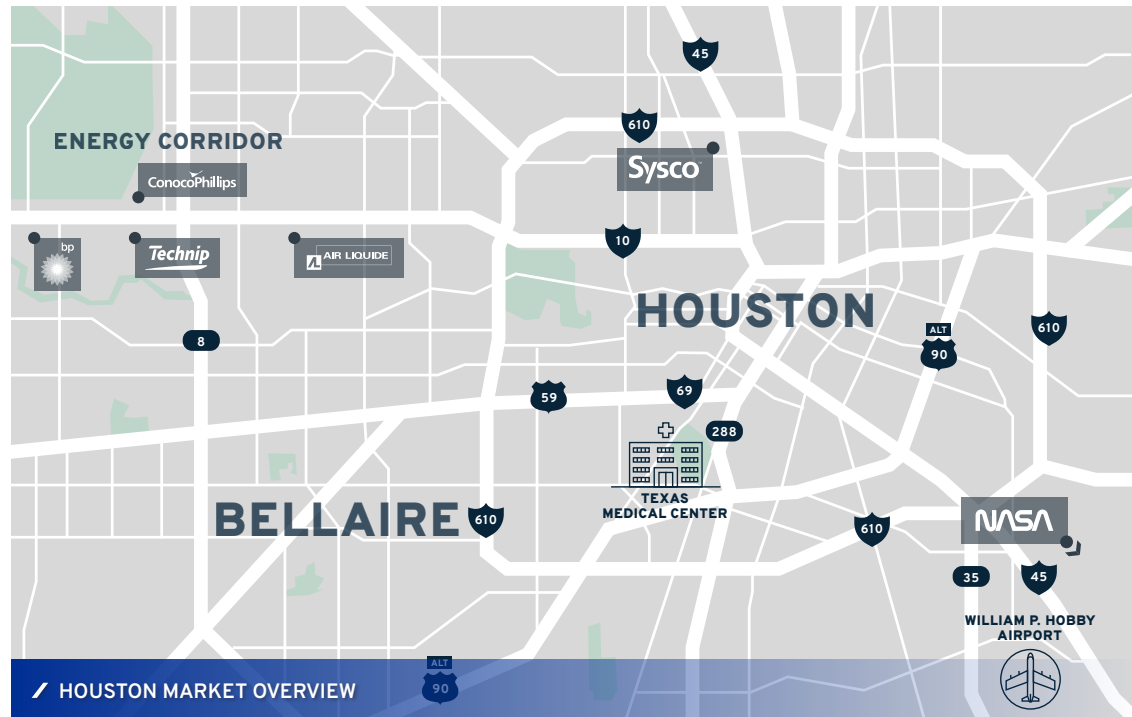 45
610
ENERGY CORRIDOR
Sysco
ConocoPhillips
10
bp
Technip
AIR LIQUIDE
HOUSTON
610
ALT
90
8
59
69
288
TEXAS
MEDICAL CENTER
BELLAIRE
610
610
NASA
35
45
WILLIAM P. HOBBY
AIRPORT
ALT
90
HOUSTON MARKET OVERVIEW